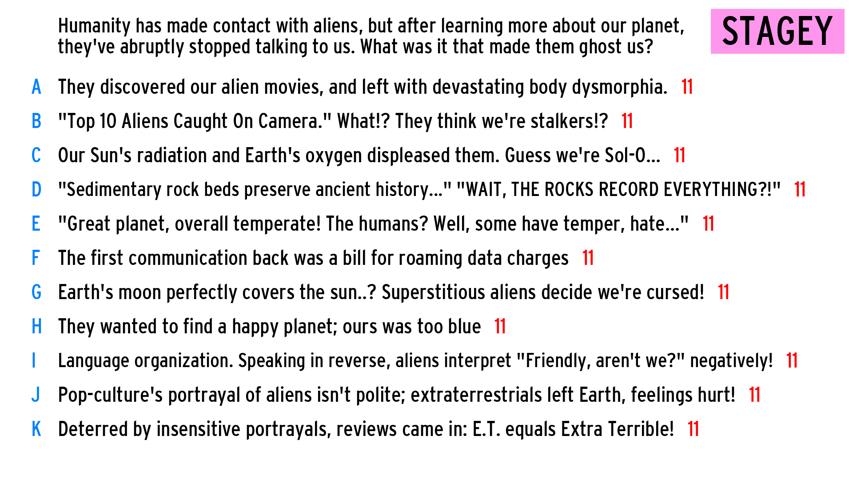 Humanity has made contact with aliens, but after learning more about our planet,
they've abruptly stopped talking to us. What was it that made them ghost us?
STAGEY
A They discovered our alien movies, and left with devastating body dysmorphia. 11
B "Top 10 Aliens Caught On Camera." What!? They think we're stalkers!? 11
C Our Sun's radiation and Earth's oxygen displeased them. Guess we're Sol-O... 11
D "Sedimentary rock beds preserve ancient history..." "WAIT, THE ROCKS RECORD EVERYTHING?!" 11
E "Great planet, overall temperate! The humans? Well, some have temper, hate..." 11
F The first communication back was a bill for roaming data charges 11
G Earth's moon perfectly covers the sun..? Superstitious aliens decide we're cursed! 11
H They wanted to find a happy planet; ours was too blue 11
I Language organization. Speaking in reverse, aliens interpret "Friendly, aren't we?" negatively! 11
J Pop-culture's portrayal of aliens isn't polite; extraterrestrials left Earth, feelings hurt! 11
K Deterred by insensitive portrayals, reviews came in: E.T. equals Extra Terrible! 11